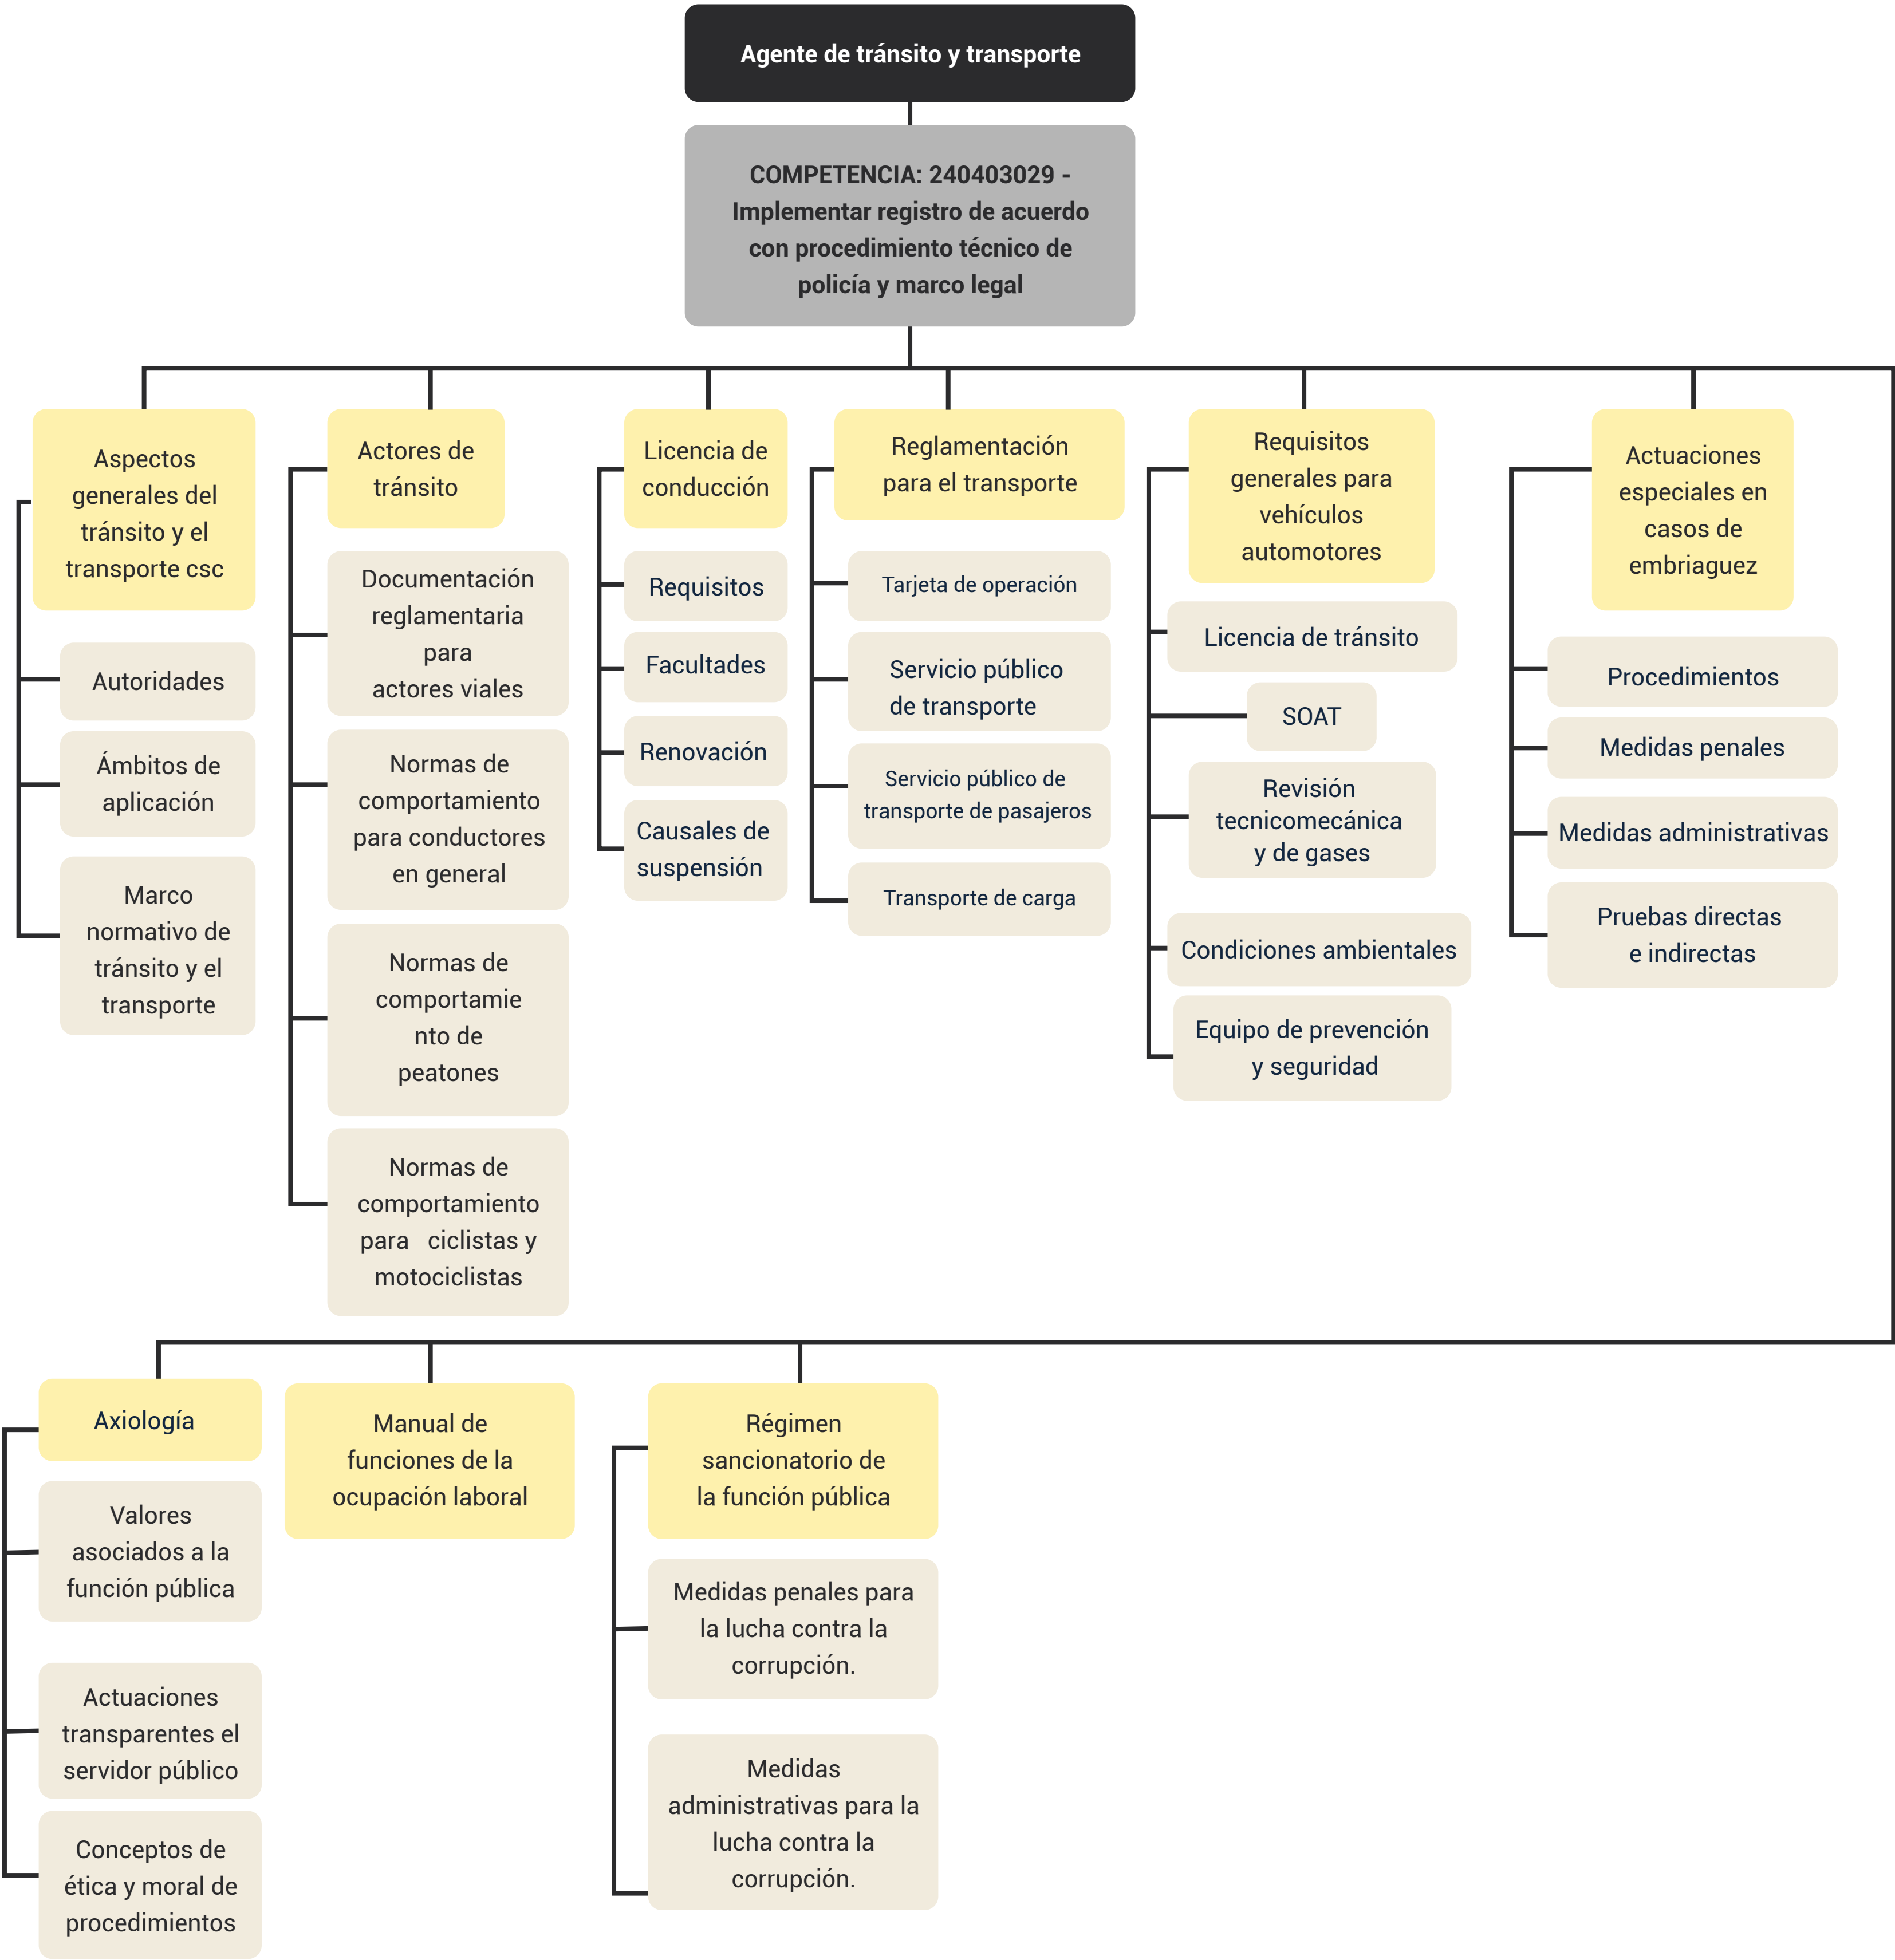 Agente de tránsito y transporte
COMPETENCIA: 240403029 -
Implementar registro de acuerdo
con procedimiento técnico de
policía y marco legal
Aspectos
generales del
tránsito y el
transporte csc
Autoridades
Ámbitos de
aplicación
Marco
normativo de
tránsito y el
transporte
Actores de
tránsito
Documentación
reglamentaria
para
actores viales
Normas de
comportamiento
para conductores
en general
Normas de
comportamie
nto de
peatones
Normas de
comportamiento
para ciclistas y
motociclistas
Licencia de
conducción
Requisitos
Facultades
Renovación
Causales de
suspensión
Reglamentación
para el transporte
Tarjeta de operación
Servicio público
de transporte
Servicio público de
transporte de pasajeros
Transporte de carga
Requisitos
generales para
vehículos
automotores
Licencia de tránsito
SOAT
Revisión
tecnicomecánica
y de gases
Condiciones ambientales
Equipo de prevención
y seguridad
Actuaciones
especiales en
casos de
embriaguez
Procedimientos
Medidas penales
Medidas administrativas
Pruebas directas
e indirectas
Axiología
Valores
asociados a la
función pública
Actuaciones
transparentes el
servidor público
Conceptos de
ética y moral de
procedimientos
Manual de
funciones de la
ocupación laboral
Régimen
sancionatorio de
la función pública
Medidas penales para
la lucha contra la
corrupción.
Medidas
administrativas para la
lucha contra la
corrupción.